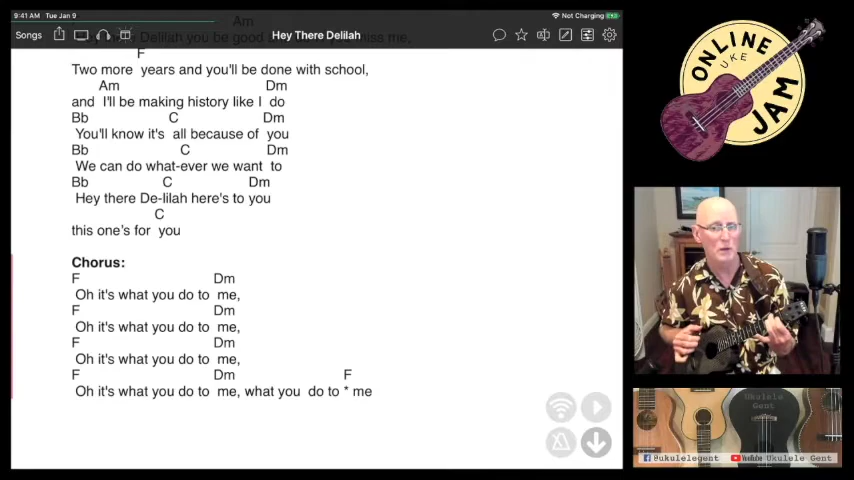 9:41 AM Tue Jan 9
Not Charging
Songs
Hey There Delilah
Am
F
Two more years and you'll be done with school,
Am Dm
and I'll be making history like I do
Bb C Dm
You'll know it's all because of you
Bb C Dm
We can do what-ever we want to
Bb C Dm
Hey there De-lilah here's to you
C
this one's for you
Chorus:
F Dm
Oh it's what you do to me,
F Dm
Oh it's what you do to me,
F Dm
Oh it's what you do to me,
F Dm F
Oh it's what you do to me, what you do to * me
ONLINE
UKE
JAM
Ukulele
Gent
@ukulelegent
YouTube Ukulele Gent